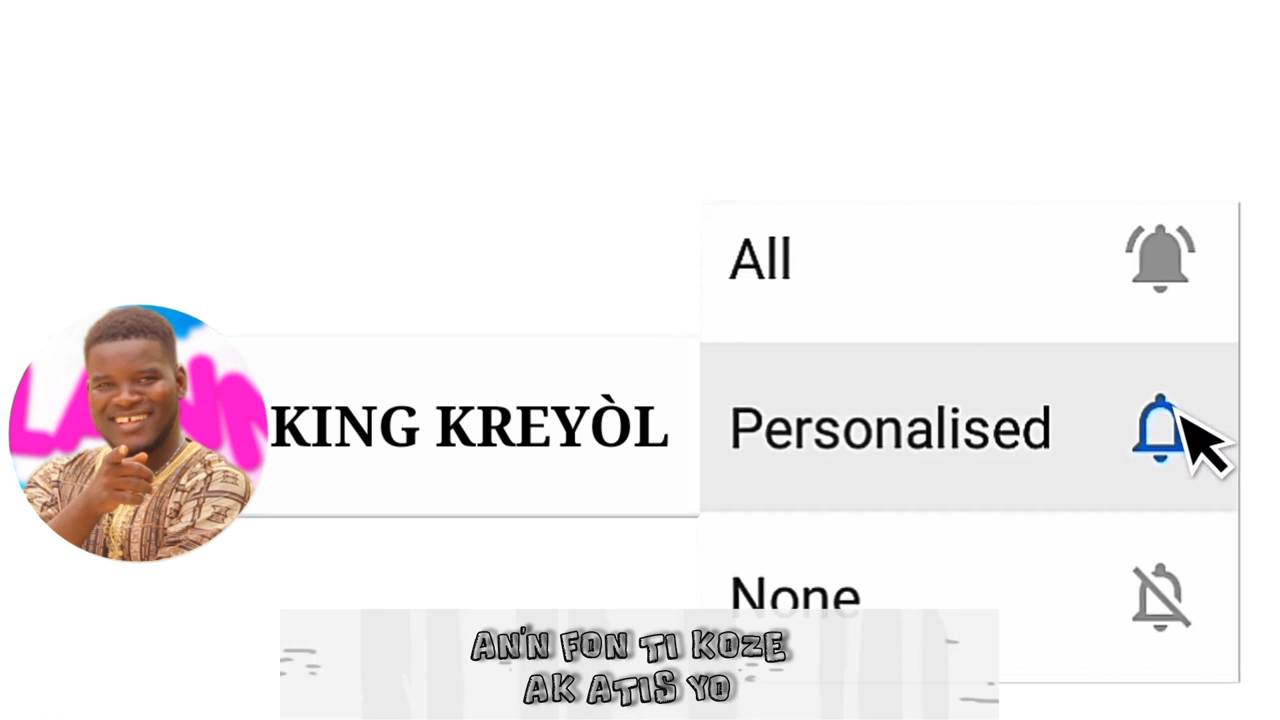 All
KING KREYÒL
Personalised
None
AN'N FON TI KOZE
AK ATIS YO